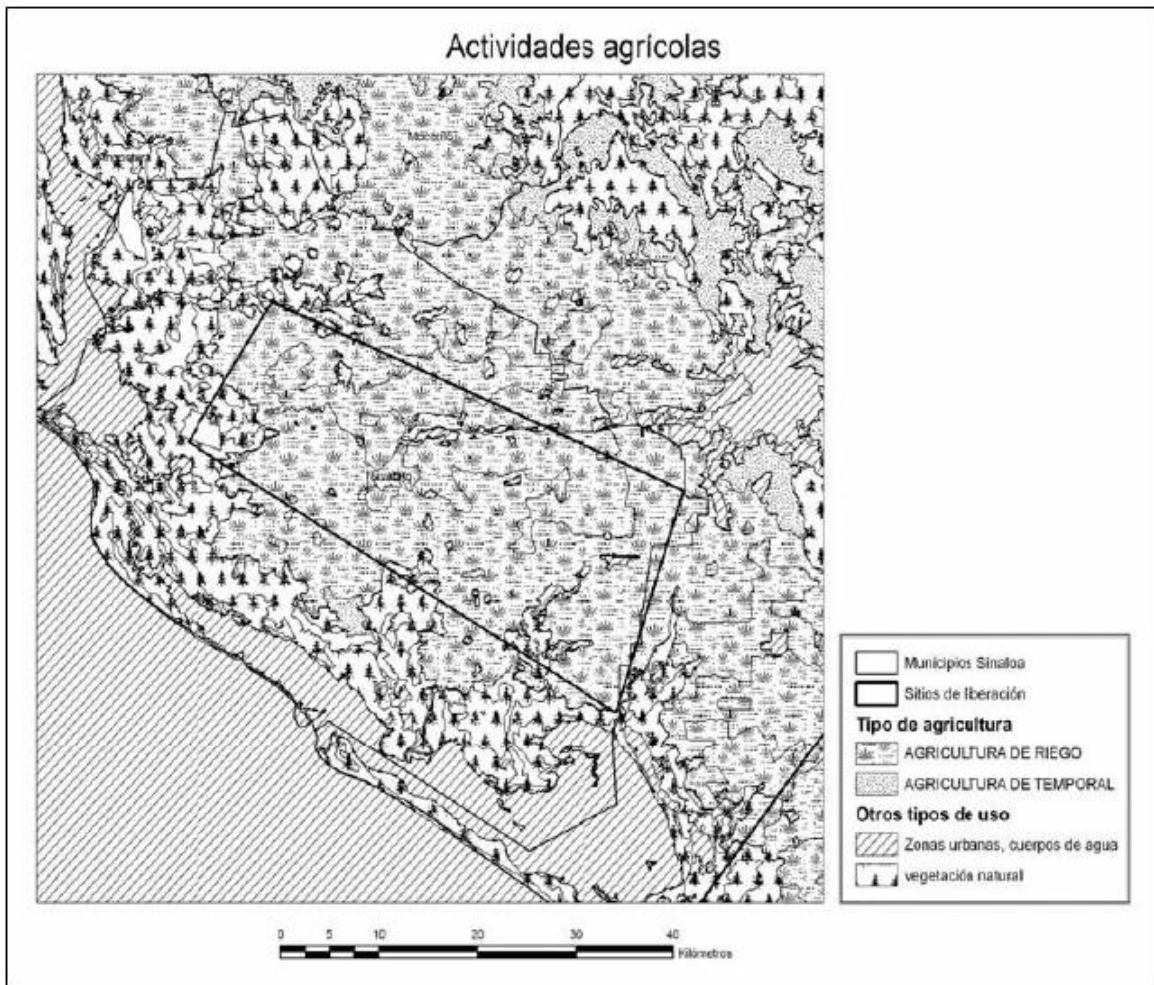 Actividades agrícolas
Municipios Sinaloa
Sitios de liberación
Tipo de agricultura
AGRICULTURA DE RIEGO
AGRICULTURA DE TEMPORAL
Otros tipos de uso
Zonas urbanas, cuerpos de agua
vegetación natural
0 5 10 20 30 40
Kilómetros